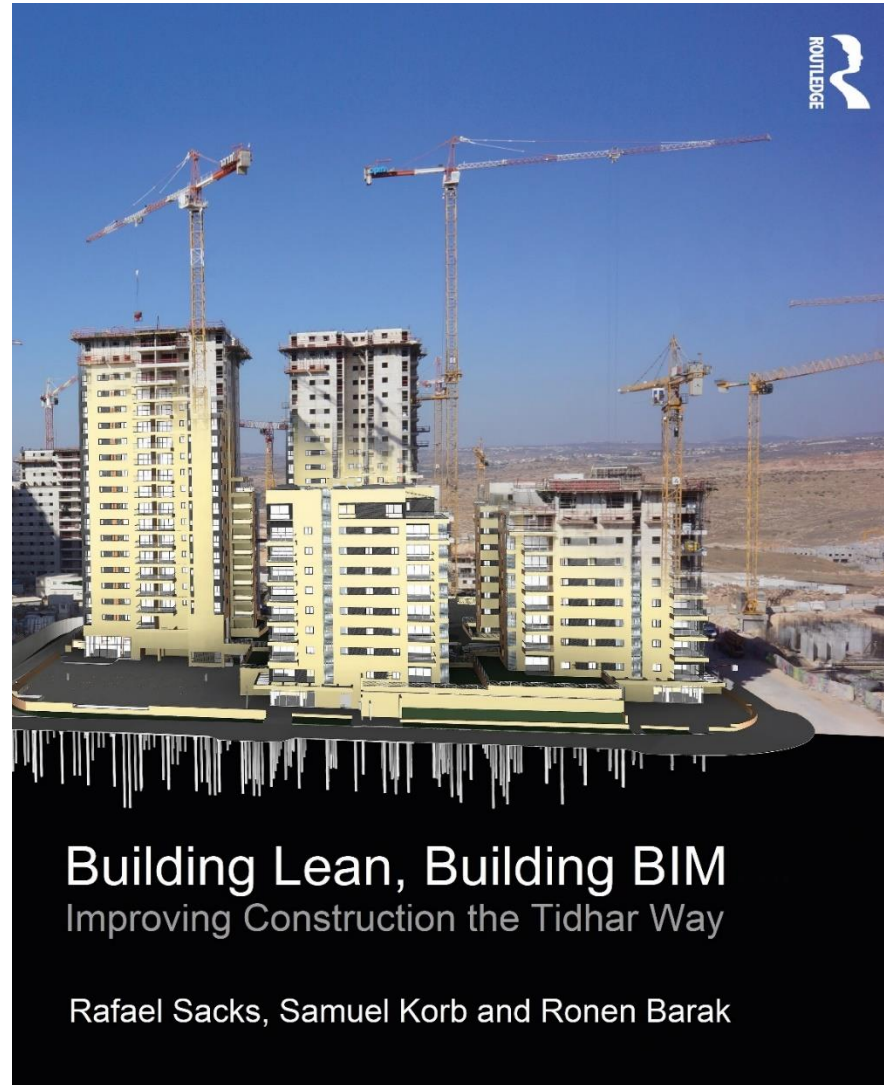 ROUTLEDGE
Building Lean, Building BIM
Improving Construction the Tidhar Way
Rafael Sacks, Samuel Korb and Ronen Barak